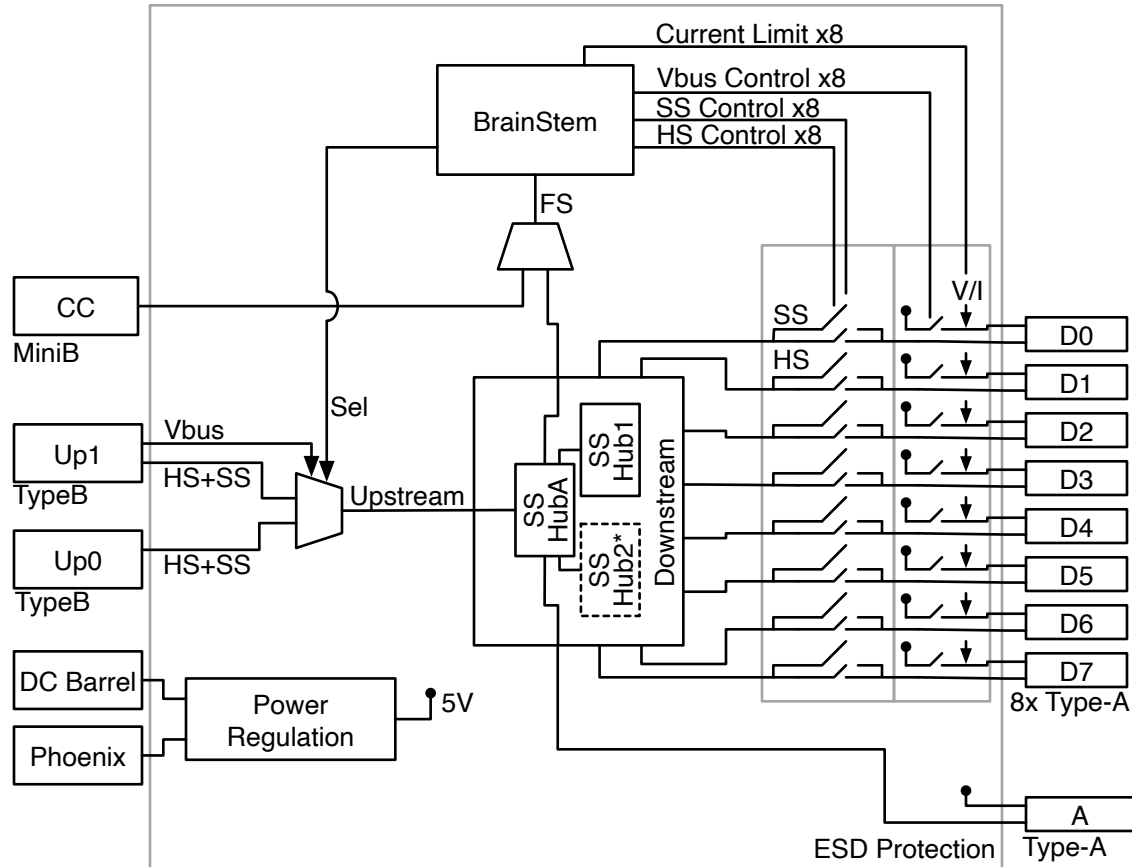 Current Limit x8
Vbus Control x8
SS Control x8
HS Control x8
BrainStem
FS
CC
MiniB
V/I
SS
D0
HS
D1
Sel
Vbus
Up1
HS+SS
TypeB
Upstream
Up0
HS+SS
TypeB
SS
HubA
SS
Hub1
SS
Hub2*
Downstream
D2
D3
D4
D5
D6
D7
8x Type-A
DC Barrel
Phoenix
Power
Regulation
5V
A
Type-A
ESD Protection